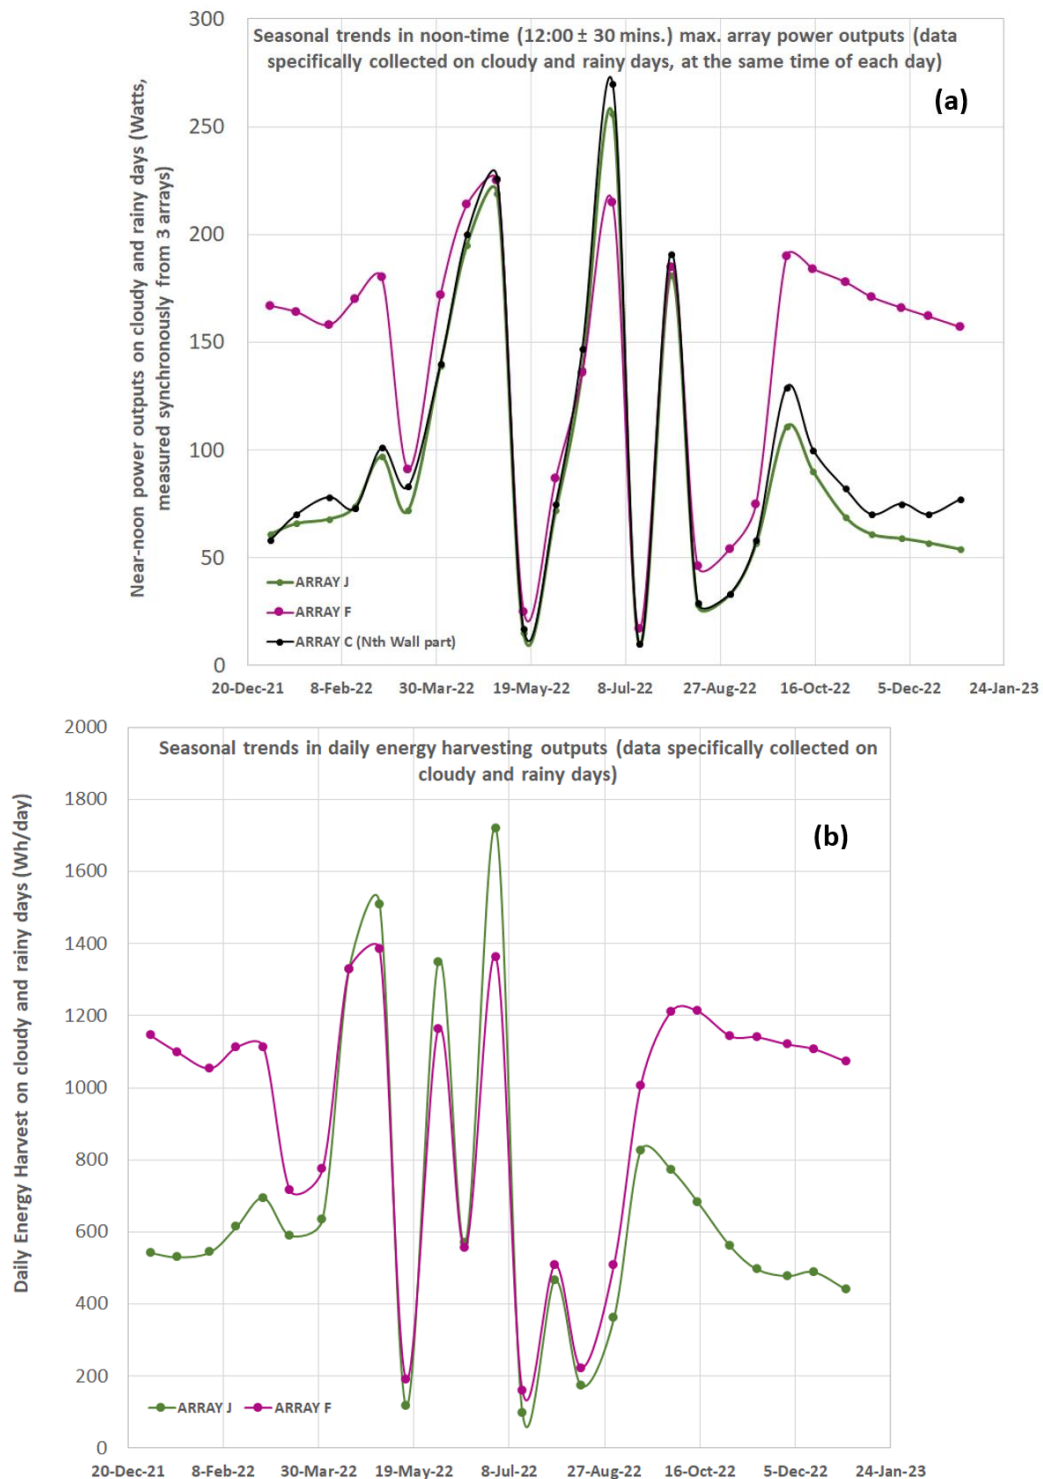 Seasonal trends in noon-time (12:00 ± 30 mins.) max. array power outputs (data
specifically collected on cloudy and rainy days, at the same time of each day)
(a)
Near-noon power outputs on cloudy and rainy days (Watts,
measured synchronously from 3 arrays)
300
250
200
150
100
50
0
ARRAY J
ARRAY F
ARRAY C (Nth Wall part)
20-Dec-21 8-Feb-22 30-Mar-22 19-May-22 8-Jul-22 27-Aug-22 16-Oct-22 5-Dec-22 24-Jan-23
Seasonal trends in daily energy harvesting outputs (data specifically collected on
cloudy and rainy days)
(b)
Daily Energy Harvest on cloudy and rainy days (Wh/day)
2000
1800
1600
1400
1200
1000
800
600
400
200
0
ARRAY J ARRAY F
20-Dec-21 8-Feb-22 30-Mar-22 19-May-22 8-Jul-22 27-Aug-22 16-Oct-22 5-Dec-22 24-Jan-23